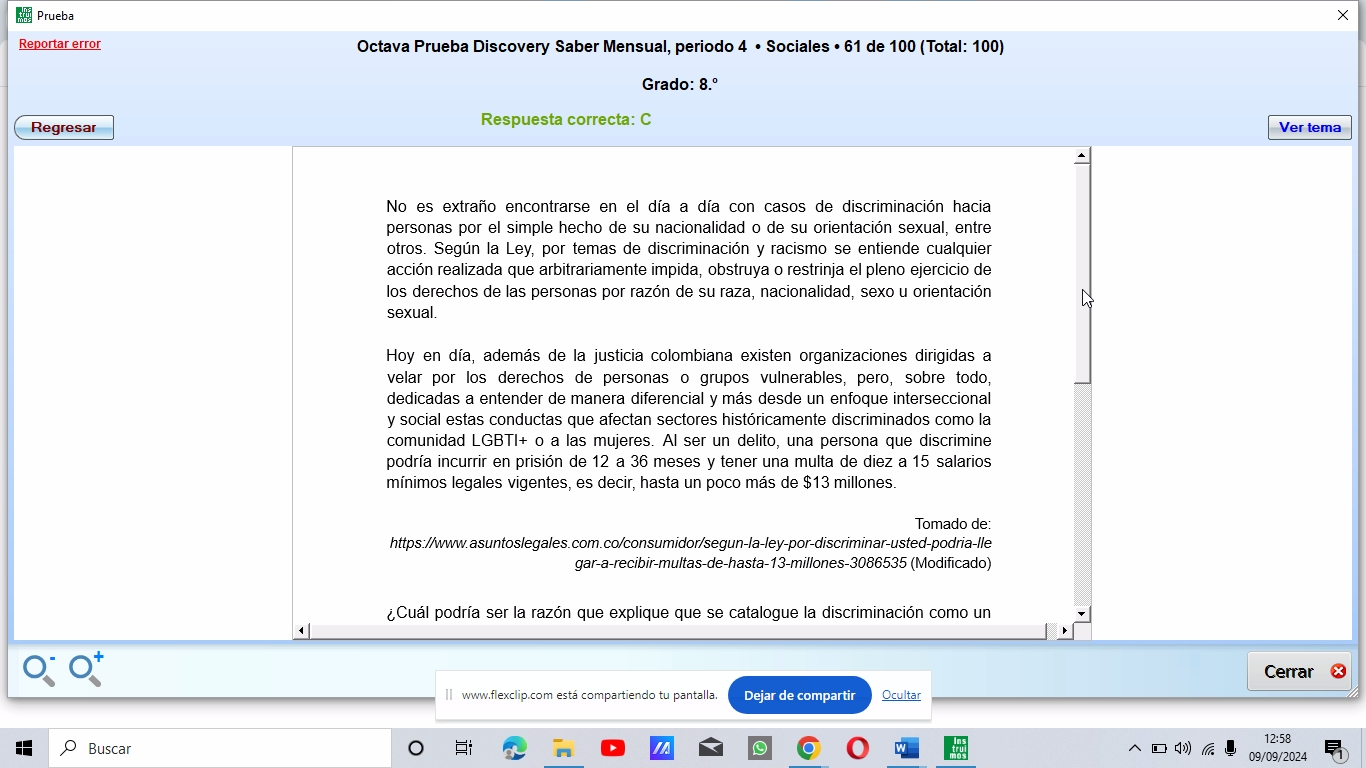 Ins
trui
mos
Prueba
Reportar error
Octava Prueba Discovery Saber Mensual, periodo 4 • Sociales • 61 de 100 (Total: 100)
Grado: 8.°
Respuesta correcta: C
Regresar
Ver tema
No es extraño encontrarse en el día a día con casos de discriminación hacia
personas por el simple hecho de su nacionalidad o de su orientación sexual, entre
otros. Según la Ley, por temas de discriminación y racismo se entiende cualquier
acción realizada que arbitrariamente impida, obstruya o restrinja el pleno ejercicio de
los derechos de las personas por razón de su raza, nacionalidad, sexo u orientación
sexual.
Hoy en día, además de la justicia colombiana existen organizaciones dirigidas a
velar por los derechos de personas o grupos vulnerables, pero, sobre todo,
dedicadas a entender de manera diferencial y más desde un enfoque interseccional
y social estas conductas que afectan sectores históricamente discriminados como la
comunidad LGBTI+ o a las mujeres. Al ser un delito, una persona que discrimine
podría incurrir en prisión de 12 a 36 meses y tener una multa de diez a 15 salarios
mínimos legales vigentes, es decir, hasta un poco más de $13 millones.
Tomado de:
https://www.asuntoslegales.com.co/consumidor/segun-la-ley-por-discriminar-usted-podria-lle
gar-a-recibir-multas-de-hasta-13-millones-3086535 (Modificado)
¿Cuál podría ser la razón que explique que se catalogue la discriminación como un
Cerrar
www.flexclip.com está compartiendo tu pantalla.
Dejar de compartir
Ocultar
Buscar
Ins
trui
mos
12:58
09/09/2024
1